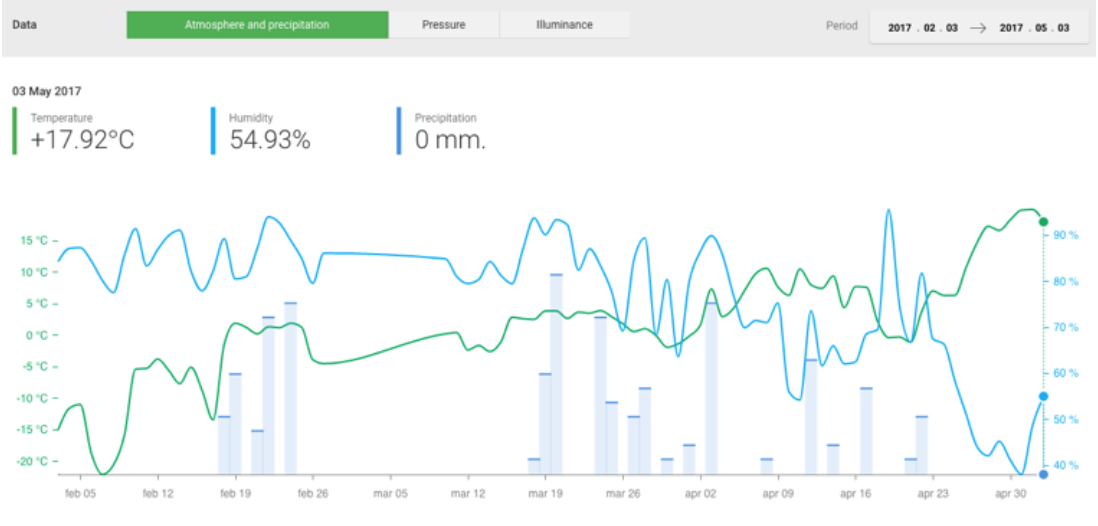 Data Atmosphere and precipitation Pressure Illuminance Period 2017 . 02 . 03 → 2017 . 05 . 03
03 May 2017
Temperature Humidity Precipitation
+17.92°C 54.93% 0 mm.
15 °C 90 %
10 °C 80 %
5 °C 70 %
0 °C
-5 °C 60 %
-10 °C
-15 °C 50 %
-20 °C 40 %
feb 05 feb 12 feb 19 feb 26 mar 05 mar 12 mar 19 mar 26 apr 02 apr 09 apr 16 apr 23 apr 30